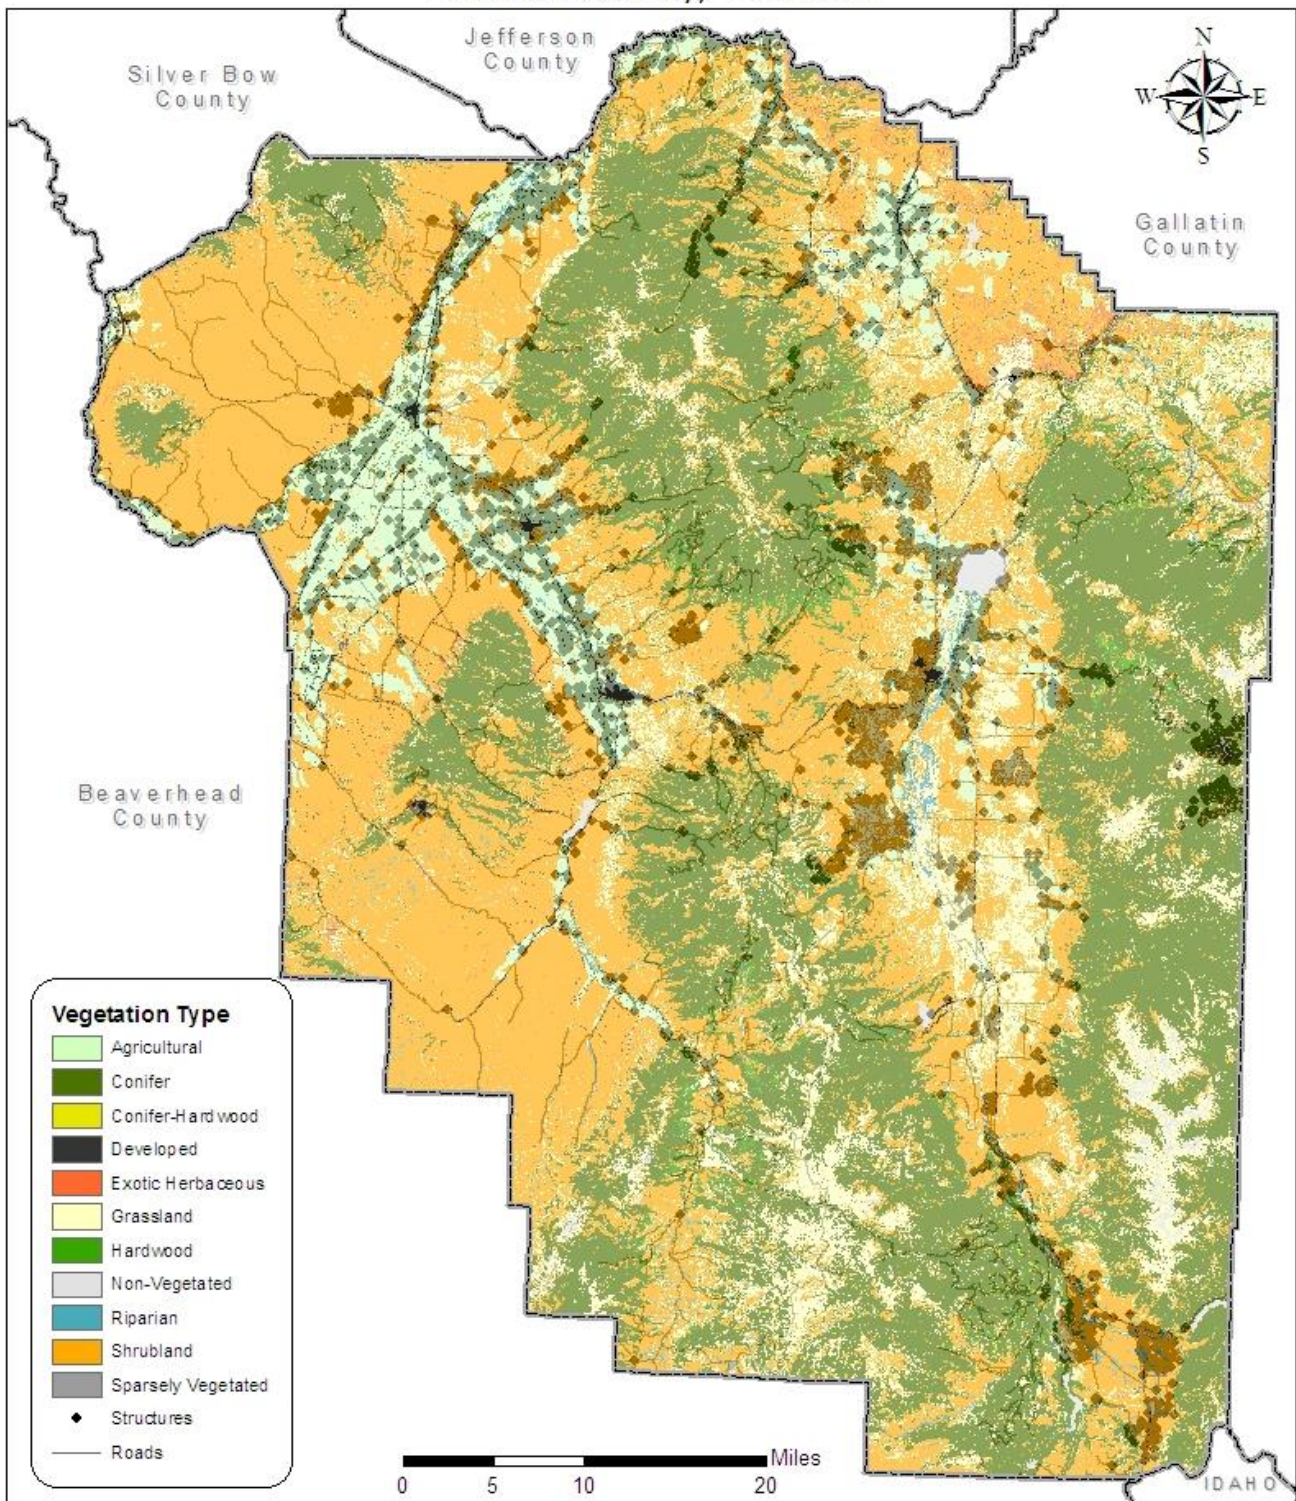 Jefferson
County
Silver Bow
County
N
W
E
S
Gallatin
County
Beaverhead
County
Vegetation Type
Agricultural
Conifer
Conifer-Hardwood
Developed
Exotic Herbaceous
Grassland
Hardwood
Non-Vegetated
Riparian
Shrubland
Sparsely Vegetated
Structures
Roads
Miles
0 5 10 20
IDAHO